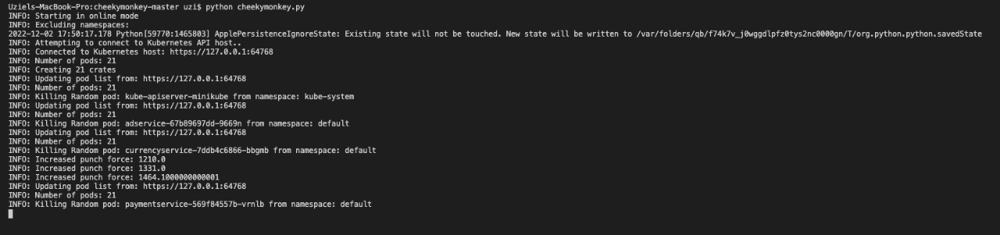 Uziels-MacBook-Pro:cheekymonkey-master uzi$ python cheekymonkey.py
INFO: Starting in online mode
INFO: Excluding namespaces:
2022-12-02 17:50:17.178 Python[59770:1465803] ApplePersistenceIgnoreState: Existing state will not be touched. New state will be written to /var/folders/qb/f74k7v_j0wggdlpfz0tys2nc0000gn/T/org.python.python.savedState
INFO: Attempting to connect to Kubernetes API host..
INFO: Connected to Kubernetes host: https://127.0.0.1:64768
INFO: Number of pods: 21
INFO: Creating 21 crates
INFO: Updating pod list from: https://127.0.0.1:64768
INFO: Number of pods: 21
INFO: Killing Random pod: kube-apiserver-minikube from namespace: kube-system
INFO: Updating pod list from: https://127.0.0.1:64768
INFO: Number of pods: 21
INFO: Killing Random pod: adservice-67b89697dd-9669n from namespace: default
INFO: Updating pod list from: https://127.0.0.1:64768
INFO: Number of pods: 21
INFO: Killing Random pod: currencyservice-7ddb4c6866-bbgmb from namespace: default
INFO: Increased punch force: 1210.0
INFO: Increased punch force: 1331.0
INFO: Increased punch force: 1464.1000000000001
INFO: Updating pod list from: https://127.0.0.1:64768
INFO: Number of pods: 21
INFO: Killing Random pod: paymentservice-569f84557b-vrnlb from namespace: default